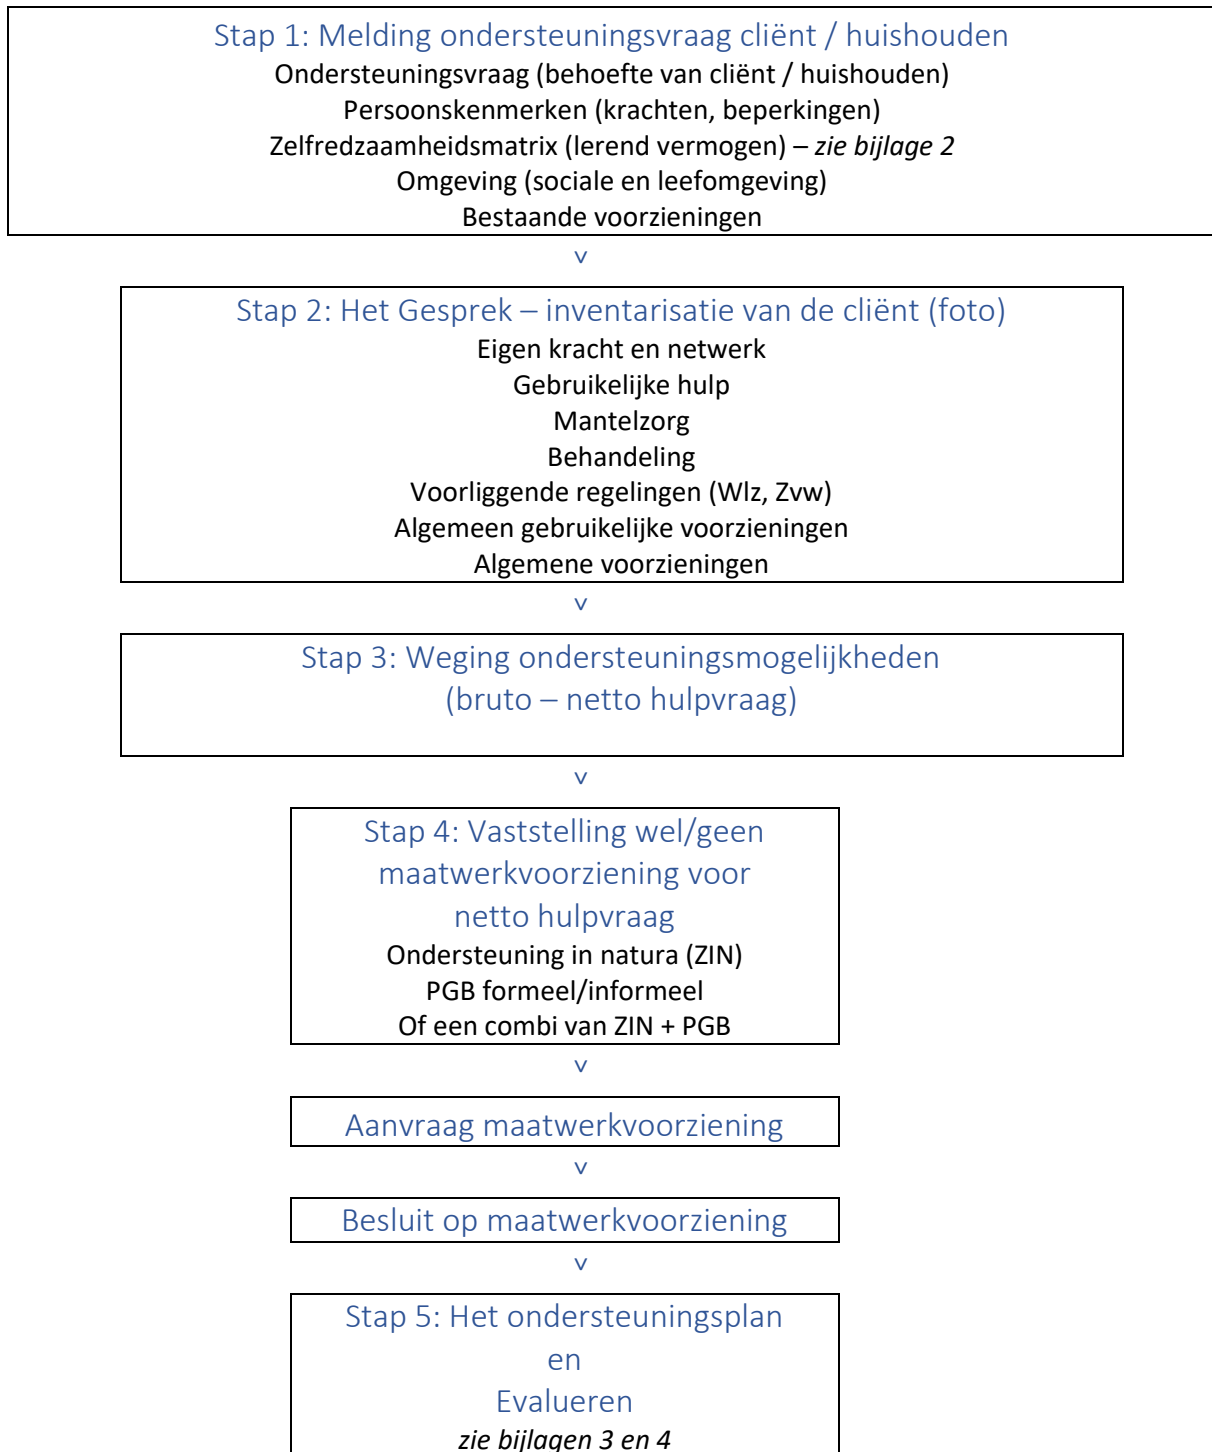 Stap 1: Melding ondersteuningsvraag cliënt / huishouden
Ondersteuningsvraag (behoefte van cliënt / huishouden)
Persoonskenmerken (krachten, beperkingen)
Zelfredzaamheidsmatrix (lerend vermogen) – zie bijlage 2
Omgeving (sociale en leefomgeving)
Bestaande voorzieningen
v
Stap 2: Het Gesprek – inventarisatie van de cliënt (foto)
Eigen kracht en netwerk
Gebruikelijke hulp
Mantelzorg
Behandeling
Voorliggende regelingen (Wlz, Zvw)
Algemeen gebruikelijke voorzieningen
Algemene voorzieningen
v
Stap 3: Weging ondersteuningsmogelijkheden
(bruto – netto hulpvraag)
v
Stap 4: Vaststelling wel/geen
maatwerkvoorziening voor
netto hulpvraag
Ondersteuning in natura (ZIN)
PGB formeel/informeel
Of een combi van ZIN + PGB
v
Aanvraag maatwerkvoorziening
v
Besluit op maatwerkvoorziening
v
Stap 5: Het ondersteuningsplan
en
Evalueren
zie bijlagen 3 en 4